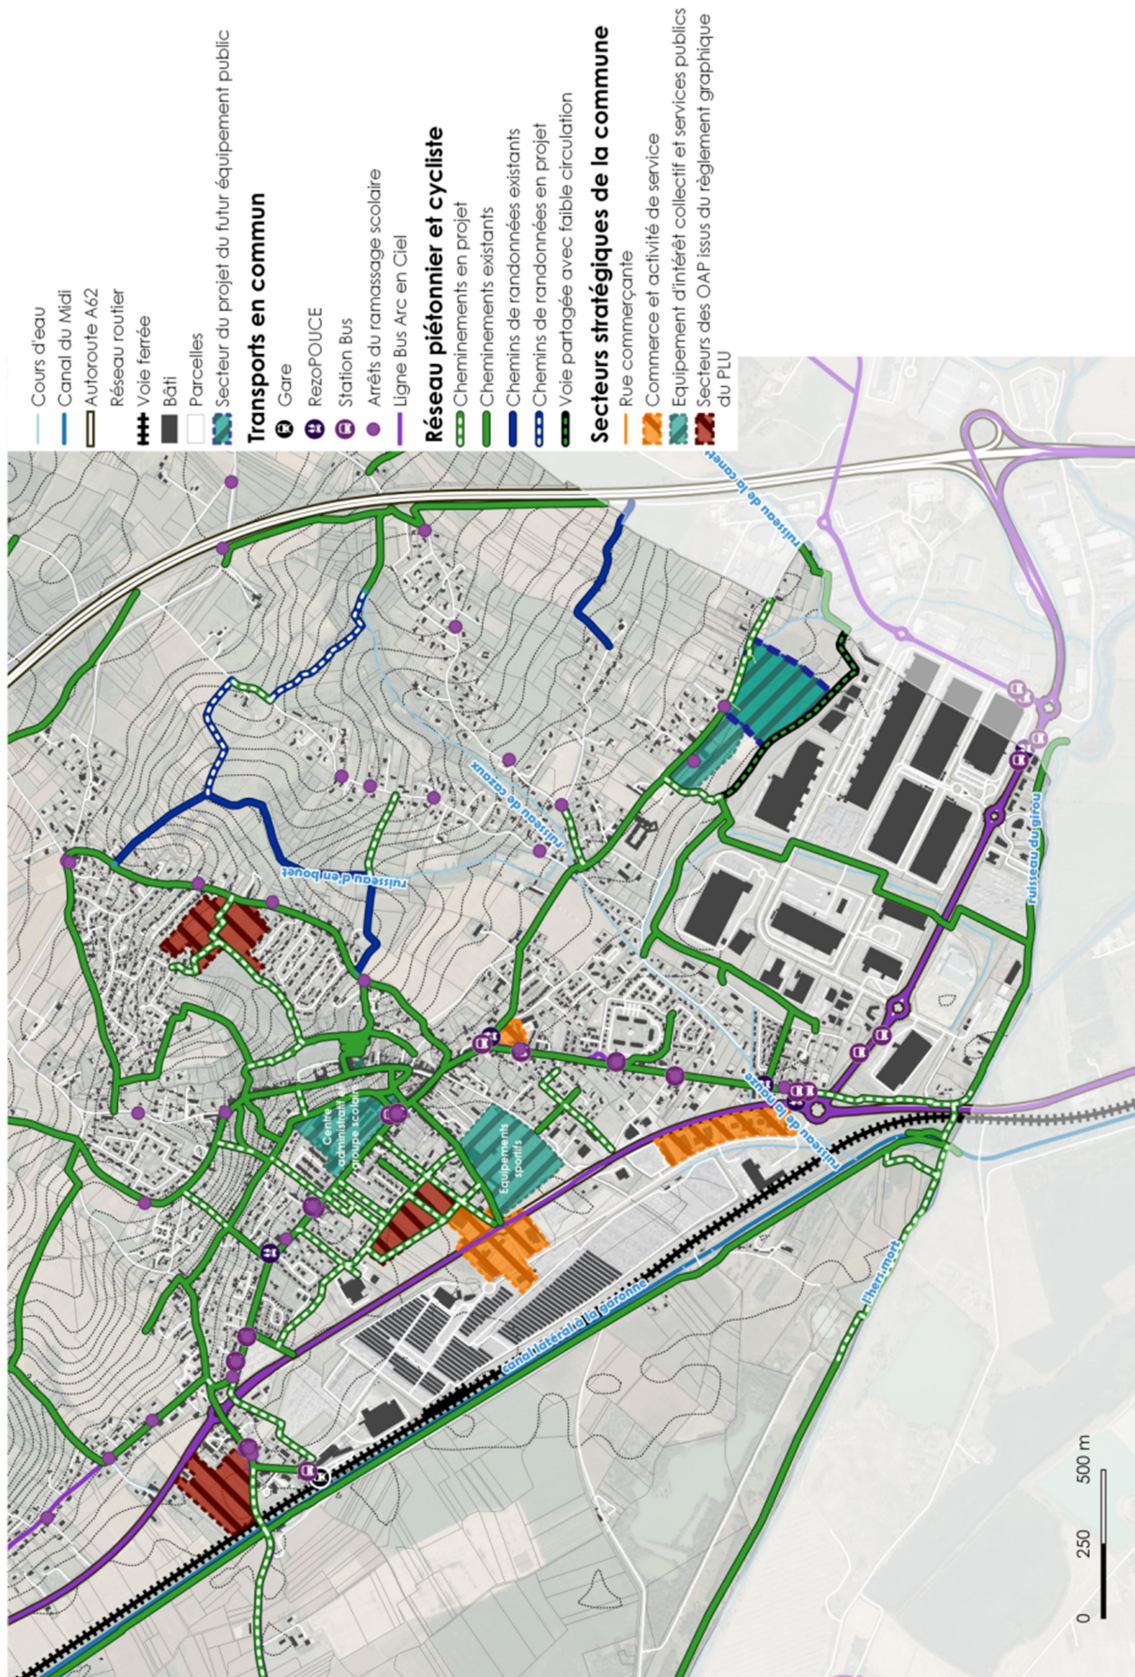 Cours d'eau
Canal du Midi
Autoroute A62
Réseau routier
Voie ferrée
Bâti
Parcelles
Secteur du projet du futur équipement public
Transports en commun
Gare
RezoPOUCE
Station Bus
Arrêts du ramassage scolaire
Ligne Bus Arc en Ciel
Réseau piétonnier et cycliste
Cheminements en projet
Cheminements existants
Chemins de randonnées existants
Chemins de randonnées en projet
Voie partagée avec faible circulation
Secteurs stratégiques de la commune
Rue commerçante
Commerce et activité de service
Equipement d'intérêt collectif et services publics
Secteurs des OAP issus du règlement graphique
du PLU
ruisseau de la canet
ruisseau de cazaux
ruisseau d'en bouet
ruisseau du girou
Centre
administratif
groupe scolai
Equipements
sportifs
ruisseau de la nauze
canal latéral à la garonne
l'hers mort
0 250 500 m